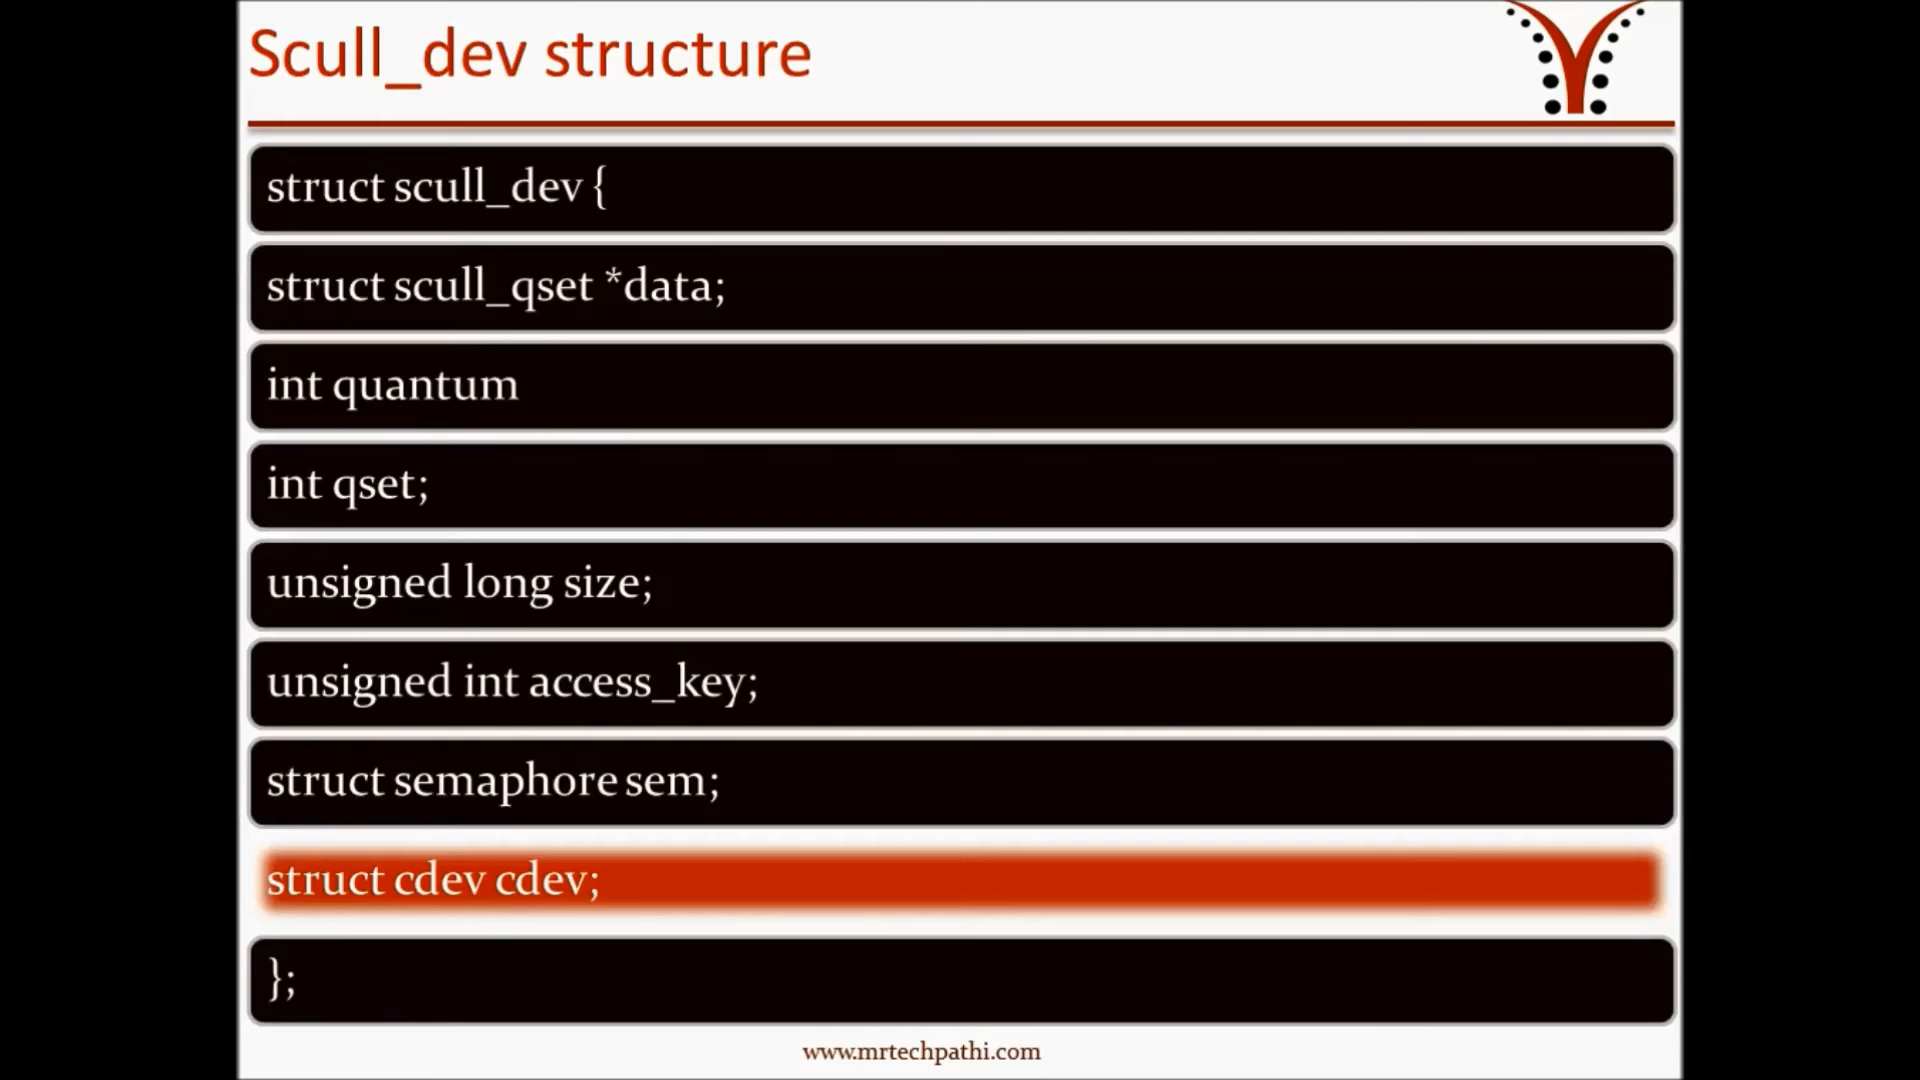 Scull_dev structure
struct scull_dev {
struct scull_qset *data;
int quantum
int qset;
unsigned long size;
unsigned int access_key;
struct semaphore sem;
struct cdev cdev;
};
www.mrtechpathi.com